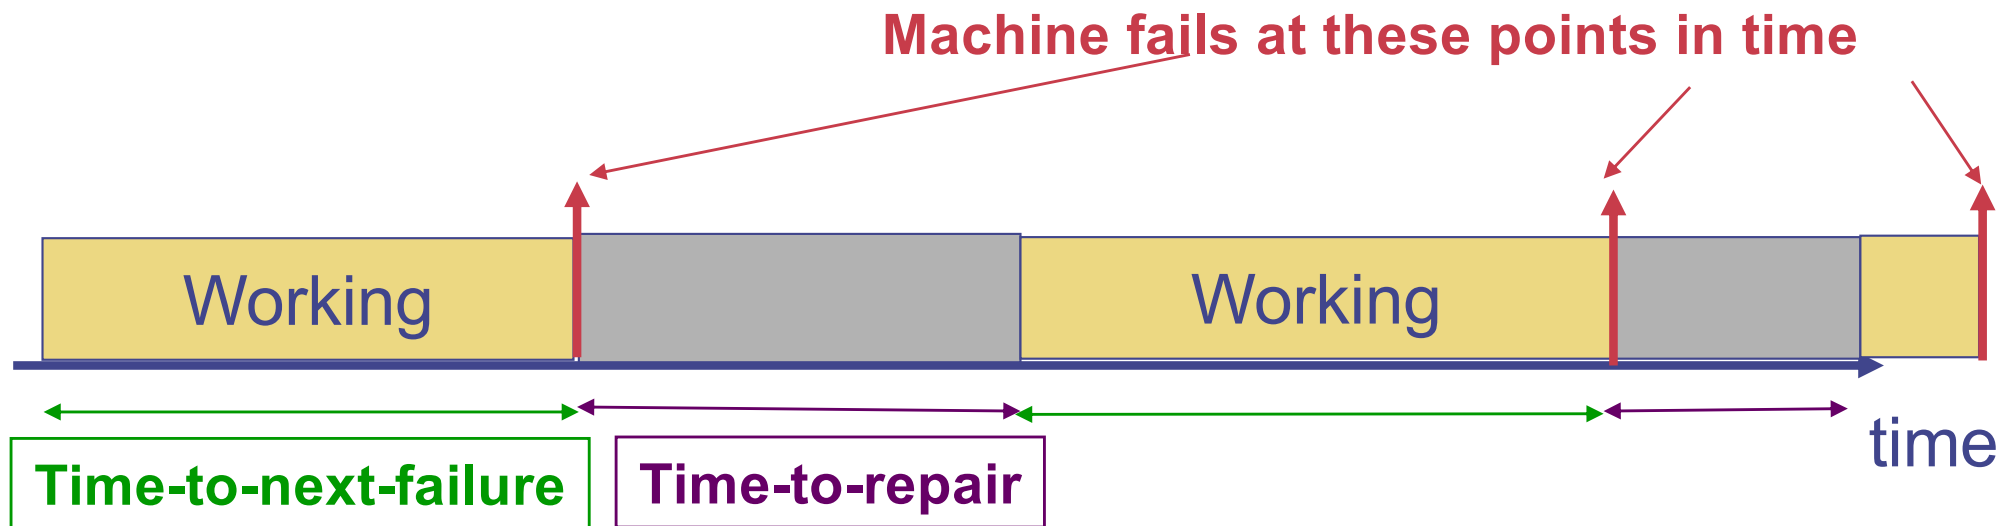 Machine fails at these points in time
Working
Working
time
Time-to-next-failure
Time-to-repair